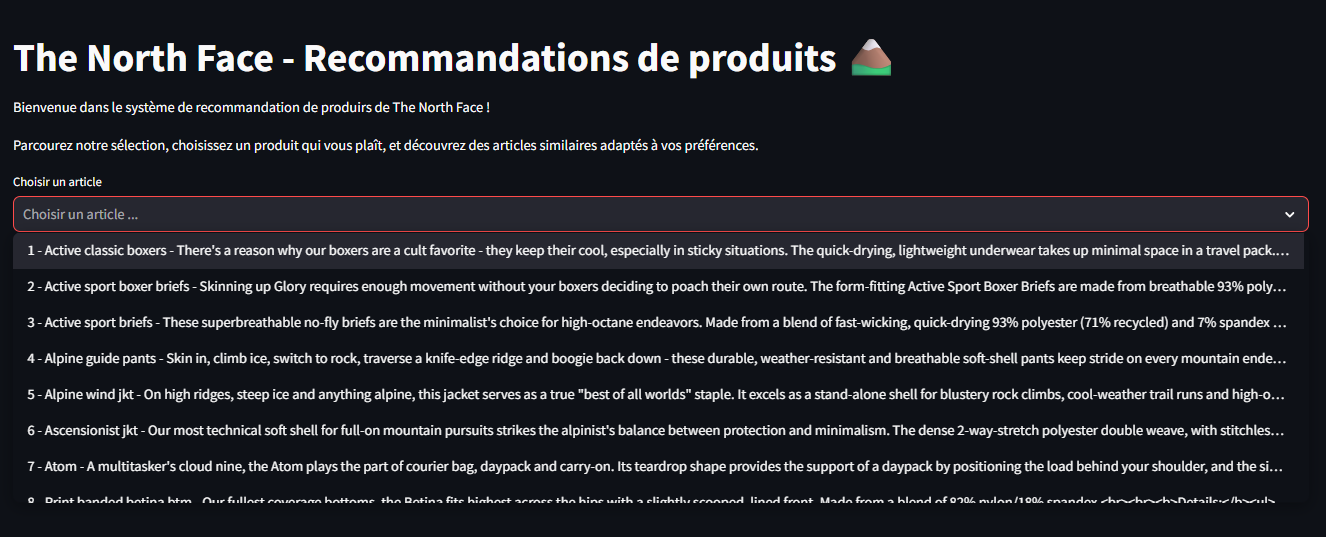 The North Face - Recommandations de produits
Bienvenue dans le système de recommandation de produirs de The North Face !
Parcourez notre sélection, choisissez un produit qui vous plaît, et découvrez des articles similaires adaptés à vos préférences.
Choisir un article
Choisir un article ...
1 - Active classic boxers - There's a reason why our boxers are a cult favorite - they keep their cool, especially in sticky situations. The quick-drying, lightweight underwear takes up minimal space in a travel pack....
2 - Active sport boxer briefs - Skinning up Glory requires enough movement without your boxers deciding to poach their own route. The form-fitting Active Sport Boxer Briefs are made from breathable 93% poly...
3 - Active sport briefs - These superbreathable no-fly briefs are the minimalist's choice for high-octane endeavors. Made from a blend of fast-wicking, quick-drying 93% polyester (71% recycled) and 7% spandex ...
4 - Alpine guide pants - Skin in, climb ice, switch to rock, traverse a knife-edge ridge and boogie back down - these durable, weather-resistant and breathable soft-shell pants keep stride on every mountain ende...
5 - Alpine wind jkt - On high ridges, steep ice and anything alpine, this jacket serves as a true "best of all worlds" staple. It excels as a stand-alone shell for blustery rock climbs, cool-weather trail runs and high-o...
6 - Ascensionist jkt - Our most technical soft shell for full-on mountain pursuits strikes the alpinist's balance between protection and minimalism. The dense 2-way-stretch polyester double weave, with stitchles...
7 - Atom - A multitasker's cloud nine, the Atom plays the part of courier bag, daypack and carry-on. Its teardrop shape provides the support of a daypack by positioning the load behind your shoulder, and the si...
8 - Print banded betina btm - Our fullest coverage bottoms, the Betina fits highest across the hips with a slightly scooped, lined front. Made from a blend of 82% nylon/18% spandex <br><br><b>Details:</b><ul>